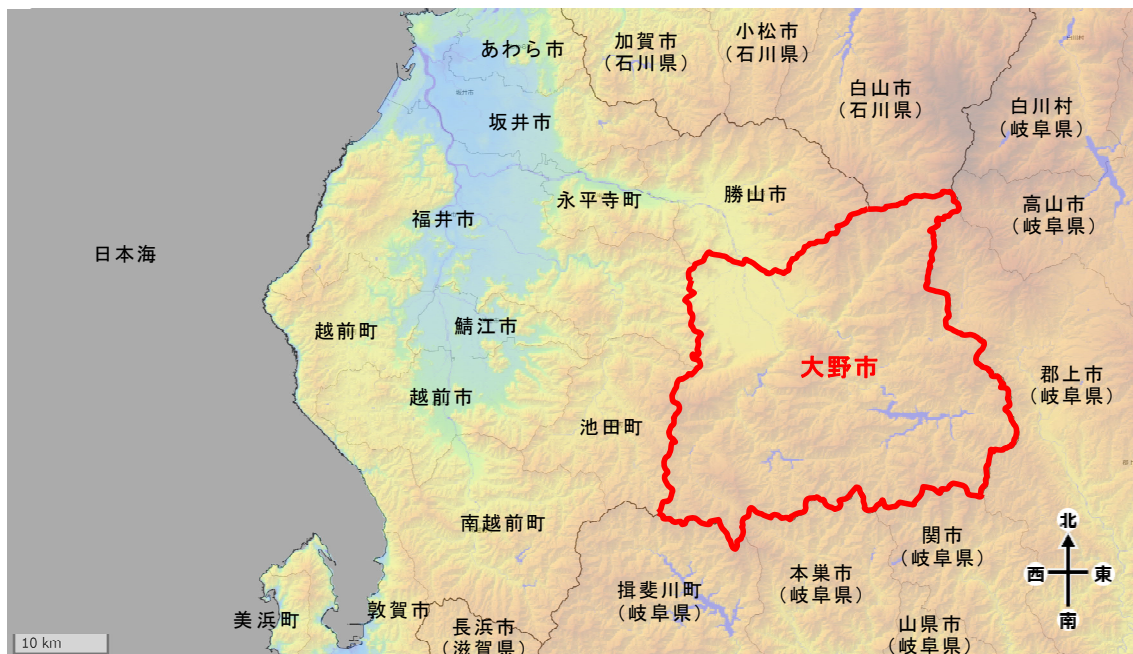 あわら市
加賀市
(石川県)
小松市
(石川県)
白川村
白山市
(石川県)
白川村
(岐阜県)
坂井市
坂井市
永平寺町
勝山市
高山市
(岐阜県)
福井市
日本海
越前町
鯖江市
大野市
郡上市
(岐阜県)
越前市
池田町
南越前町
北
西
東
南
関市
(岐阜県)
本巣市
(岐阜県)
揖斐川町
(岐阜県)
美浜町
敦賀市
長浜市
(滋賀県)
山県市
(岐阜県)
10 km